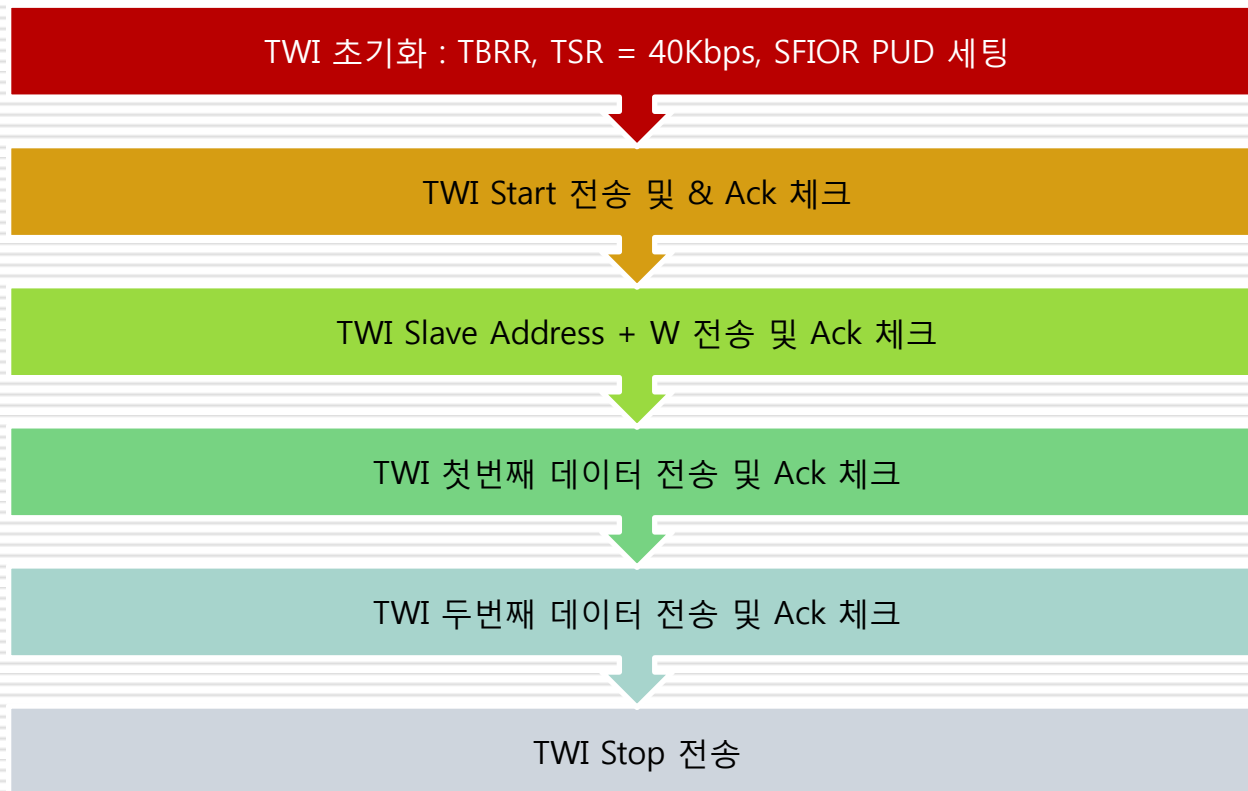 TWI 초기화 : TBRR, TSR = 40Kbps, SFIOR PUD 세팅
TWI Start 전송 및 & Ack 체크
TWI Slave Address + W 전송 및 Ack 체크
TWI 첫번째 데이터 전송 및 Ack 체크
TWI 두번째 데이터 전송 및 Ack 체크
TWI Stop 전송